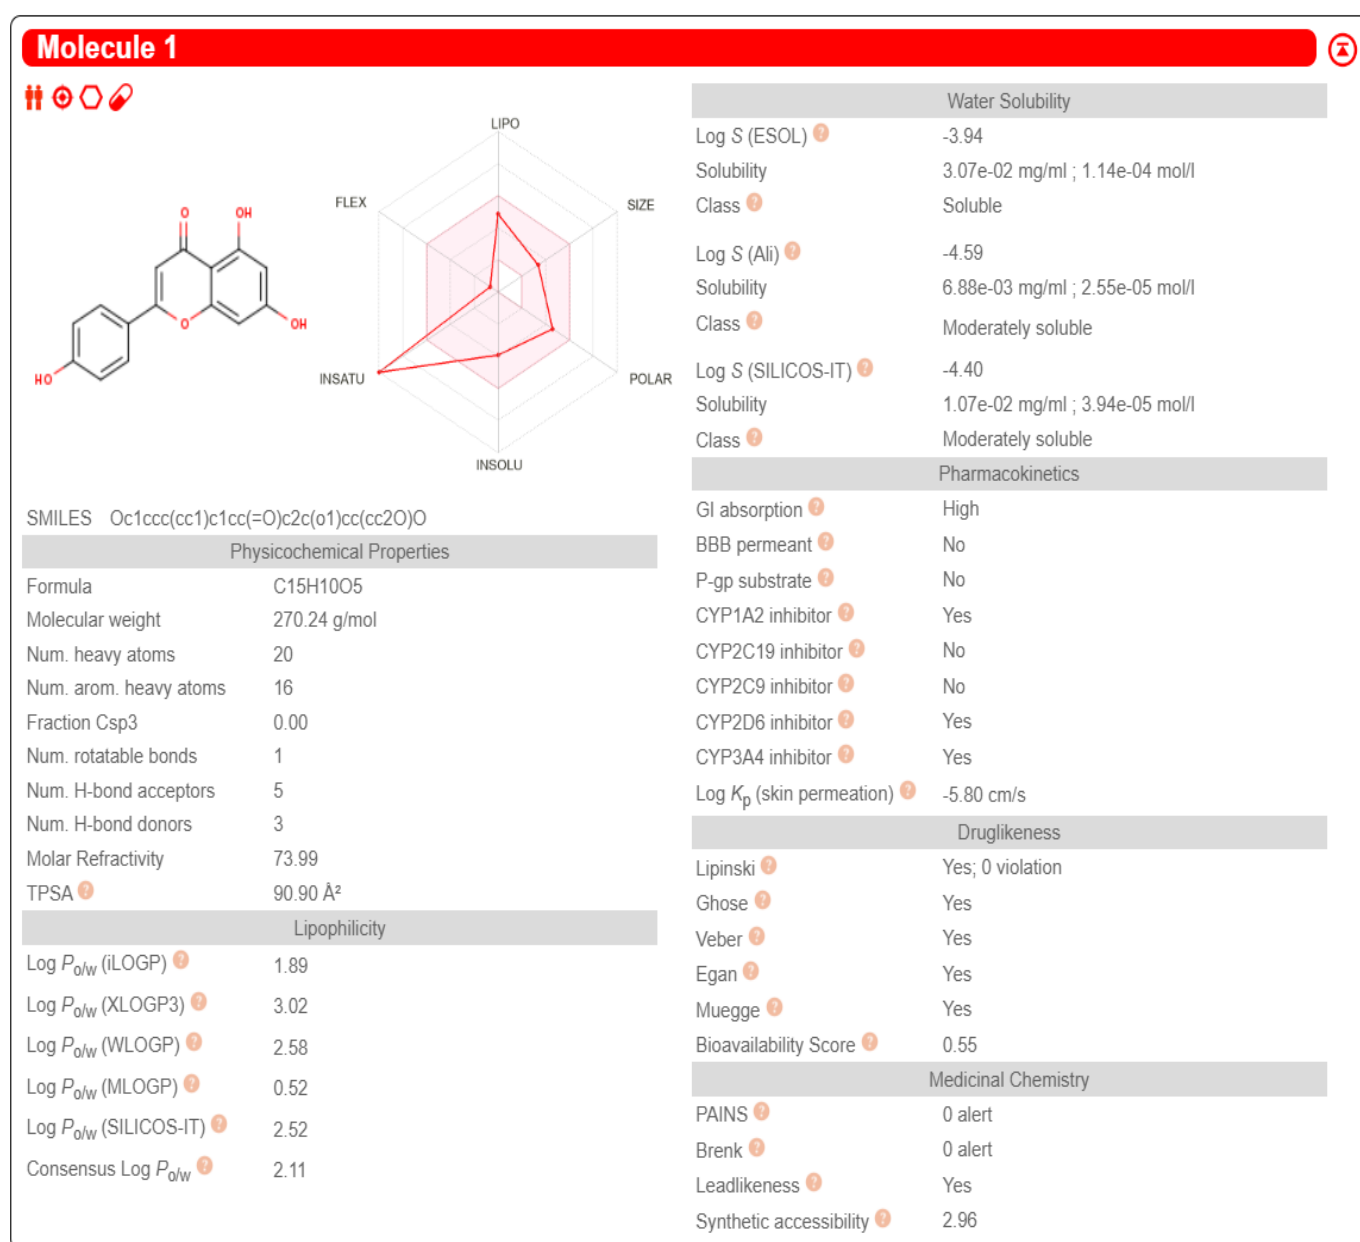 Molecule 1
LIPO
FLEX
SIZE
INSATU
POLAR
INSOLU
O
OH
O
OH
HO
SMILES Oc1ccc(cc1)c1cc(=O)c2c(o1)cc(cc2O)O
Physicochemical Properties
Formula C15H10O5
Molecular weight 270.24 g/mol
Num. heavy atoms 20
Num. arom. heavy atoms 16
Fraction Csp3 0.00
Num. rotatable bonds 1
Num. H-bond acceptors 5
Num. H-bond donors 3
Molar Refractivity 73.99
TPSA ? 90.90 Å²
Lipophilicity
Log Po/w (iLOGP) ? 1.89
Log Po/w (XLOGP3) ? 3.02
Log Po/w (WLOGP) ? 2.58
Log Po/w (MLOGP) ? 0.52
Log Po/w (SILICOS-IT) ? 2.52
Consensus Log Po/w ? 2.11
Water Solubility
Log S (ESOL) ? -3.94
Solubility 3.07e-02 mg/ml ; 1.14e-04 mol/l
Class ? Soluble
Log S (Ali) ? -4.59
Solubility 6.88e-03 mg/ml ; 2.55e-05 mol/l
Class ? Moderately soluble
Log S (SILICOS-IT) ? -4.40
Solubility 1.07e-02 mg/ml ; 3.94e-05 mol/l
Class ? Moderately soluble
Pharmacokinetics
GI absorption ? High
BBB permeant ? No
P-gp substrate ? No
CYP1A2 inhibitor ? Yes
CYP2C19 inhibitor ? No
CYP2C9 inhibitor ? No
CYP2D6 inhibitor ? Yes
CYP3A4 inhibitor ? Yes
Log Kp (skin permeation) ? -5.80 cm/s
Druglikeness
Lipinski ? Yes; 0 violation
Ghose ? Yes
Veber ? Yes
Egan ? Yes
Muegge ? Yes
Bioavailability Score ? 0.55
Medicinal Chemistry
PAINS ? 0 alert
Brenk ? 0 alert
Leadlikeness ? Yes
Synthetic accessibility ? 2.96